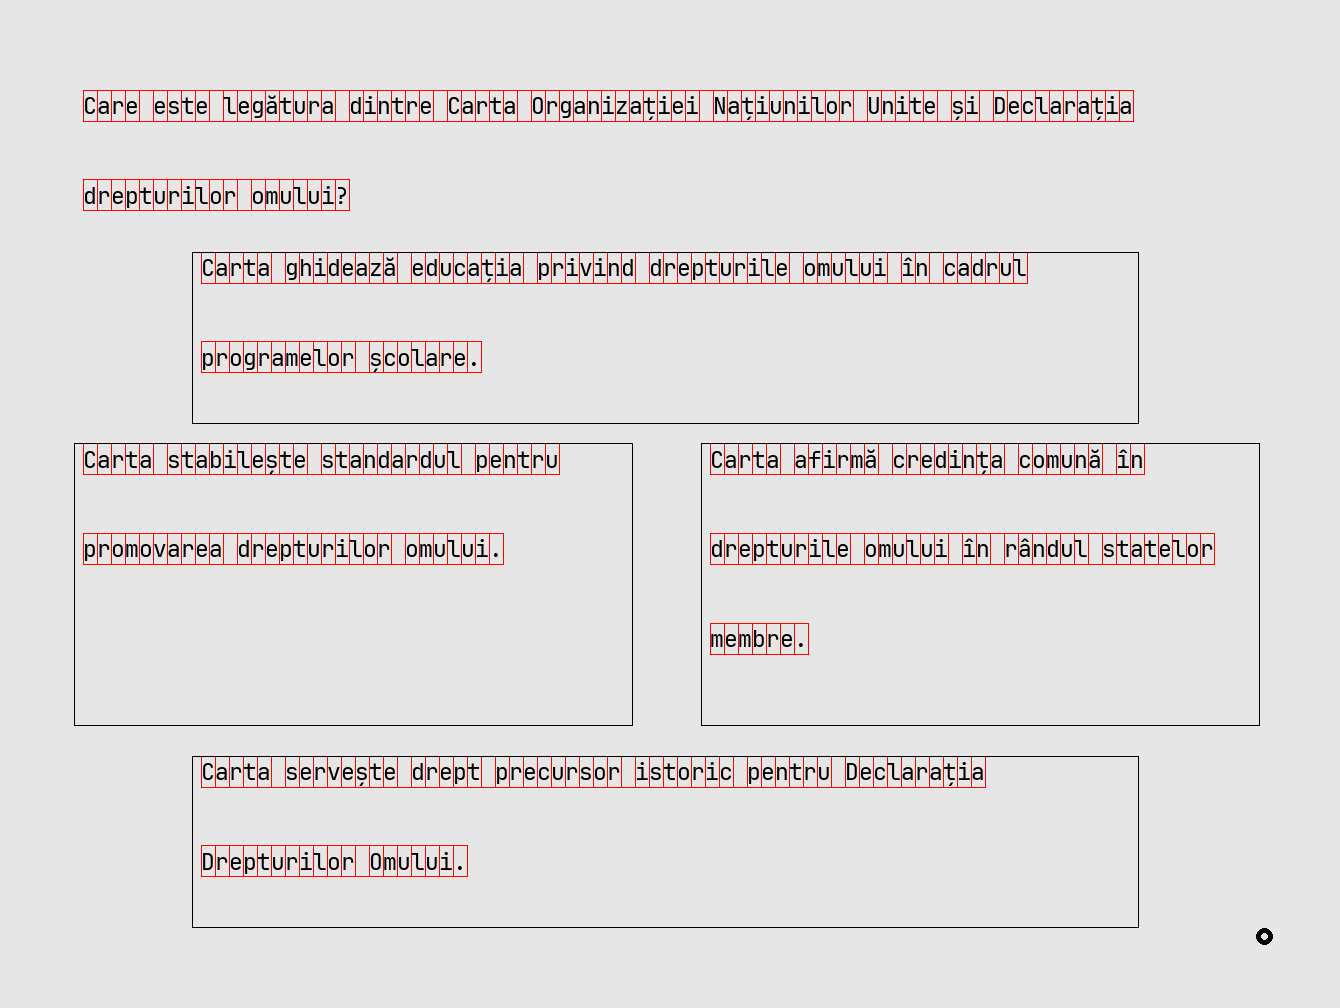 Care este legătura dintre Carta Organizației Națiunilor Unite și Declarația
drepturilor omului?
Carta ghidează educația privind drepturile omului în cadrul
programelor școlare.
Carta stabilește standardul pentru
promovarea drepturilor omului.
Carta afirmă credința comună în
drepturile omului în rândul statelor
membre.
Carta servește drept precursor istoric pentru Declarația
Drepturilor Omului.